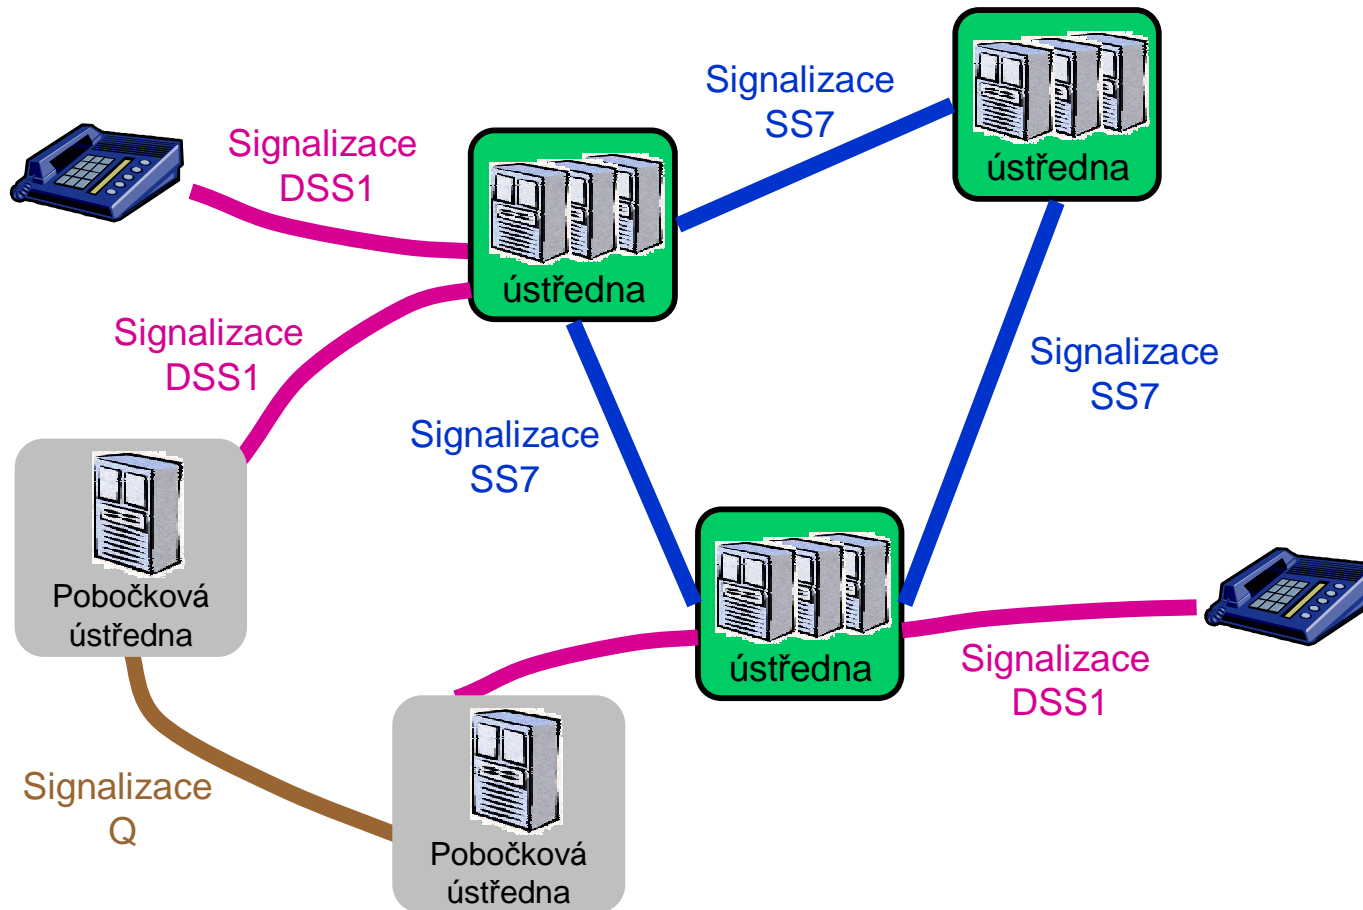 Signalizace
SS7
ústředna
Signalizace
DSS1
ústředna
Signalizace
DSS1
Signalizace
SS7
Signalizace
SS7
Pobočková
ústředna
ústředna
Signalizace
DSS1
Signalizace
Q
Pobočková
ústředna